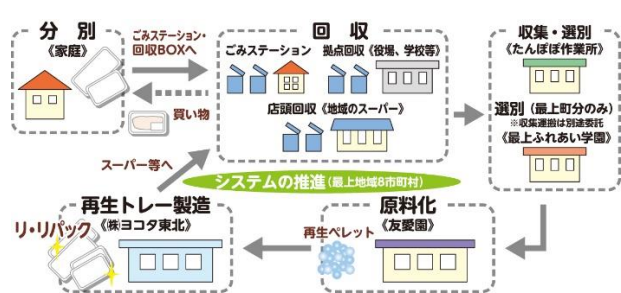 分別
《家庭》
ごみステーション・
回収BOXへ
買い物
回収
ごみステーション
拠点回収(役場、学校等)
店頭回収《地域のスーパー》
収集・選別
《たんぽぽ作業所》
選別(最上町分のみ)
※収集運搬は別途委託
《最上ふれあい学園》
スーパー等へ
システムの推進(最上地域8市町村)
再生トレー製造
《㈱ヨコタ東北》
リ・リパック
原料化
《友愛園》
再生ペレット